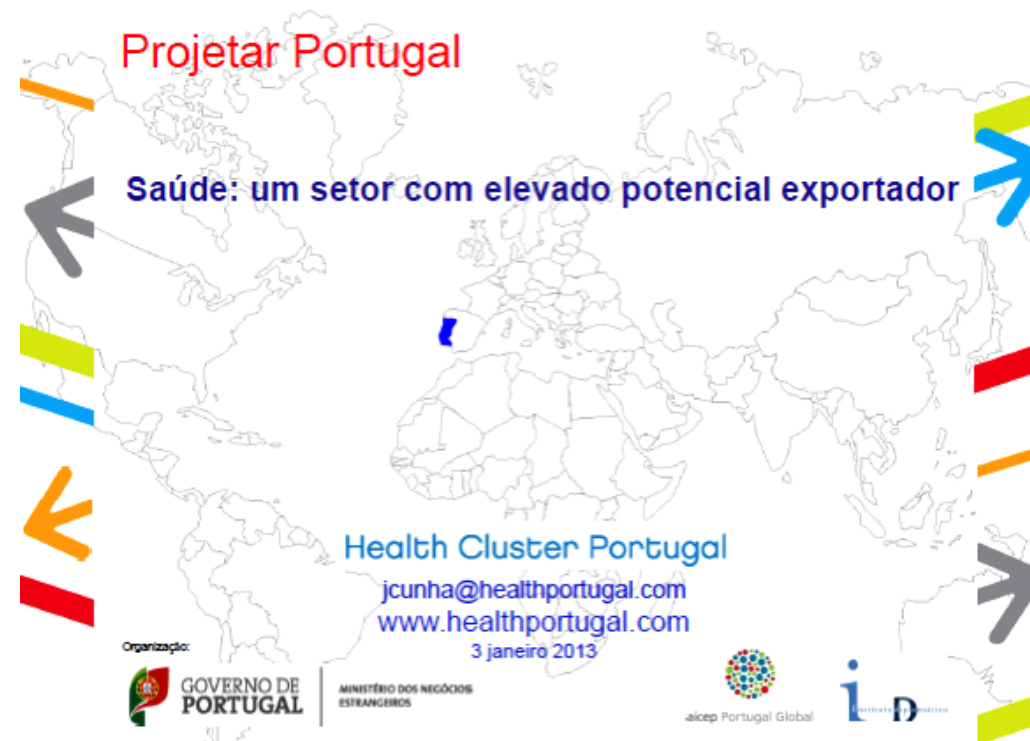 Projetar Portugal
Saúde: um setor com elevado potencial exportador
Health Cluster Portugal
jcunha@healthportugal.com
www.healthportugal.com
3 janeiro 2013
Organização:
GOVERNO DE
PORTUGAL
MINISTÉRIO DOS NEGÓCIOS
ESTRANGEIROS
aicep Portugal Global
i D